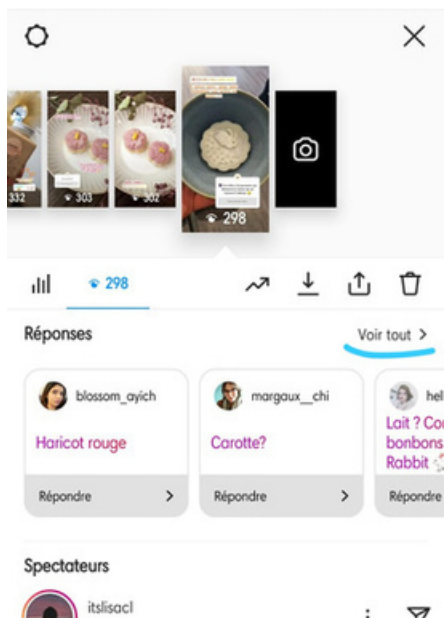 332
303
302
298
298
Réponses
Voir tout >
blossom_ayich
Haricot rouge
Répondre >
margaux__chi
Carotte?
Répondre >
hel
Lait ? Co
bonbons
Rabbit
Répondre
Spectateurs
itslisacl